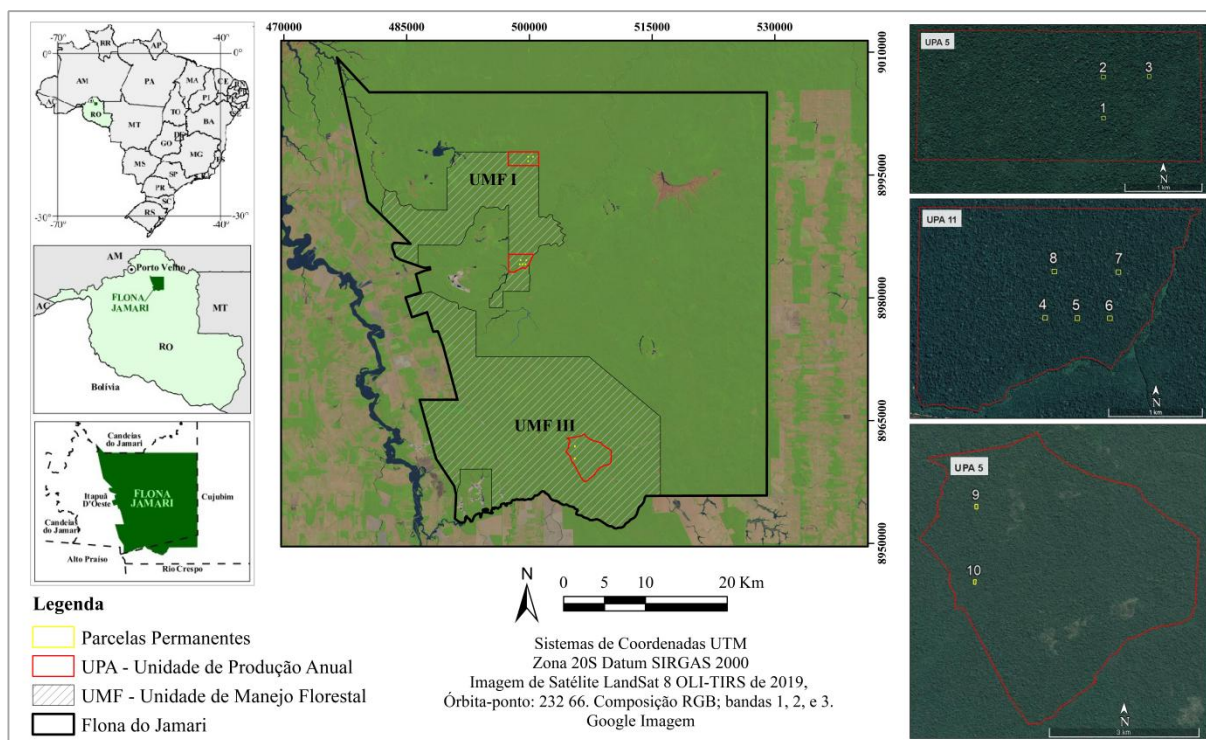 -70°
-40°
0°
0°
RR
AP
AM
PA
MA
CE
PI
RO
TO
MT
BA
GO
MG
MS
SP
PR
SC
RS
-30°
-30°
-70°
-40°
AM
Porto Velho
FLONA
JAMARI
AC
MT
RO
Bolívia
Candeias
do Jamari
Itapuã
D'Oeste
FLONA
JAMARI
Cujubim
Candeias
do Jamari
Alto Praíso
Rio Crespo
Legenda
Parcelas Permanentes
UPA - Unidade de Produção Anual
UMF - Unidade de Manejo Florestal
Flona do Jamari
470000
485000
500000
515000
530000
9010000
8995000
8980000
8965000
8950000
UMF I
UMF III
N
0
5
10
20 Km
Sistemas de Coordenadas UTM
Zona 20S Datum SIRGAS 2000
Imagem de Satélite LandSat 8 OLI-TIRS de 2019,
Órbita-ponto: 232 66. Composição RGB; bandas 1, 2, e 3.
Google Imagem
UPA 5
2
3
1
N
1 km
UPA 11
8
7
4
5
6
N
1 km
UPA 5
9
10
N
3 km